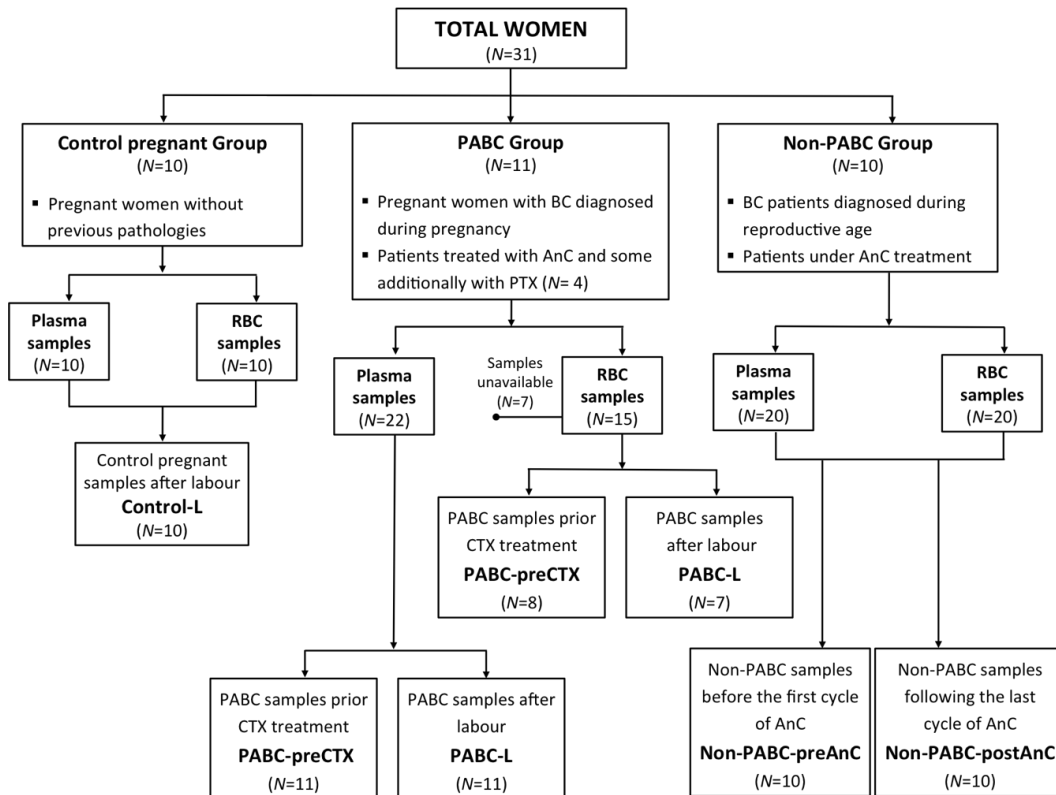 TOTAL WOMEN
(N=31)
Control pregnant Group
(N=10)
▪ Pregnant women without
previous pathologies
PABC Group
(N=11)
▪ Pregnant women with BC diagnosed
during pregnancy
▪ Patients treated with AnC and some
additionally with PTX (N= 4)
Non-PABC Group
(N=10)
▪ BC patients diagnosed during
reproductive age
▪ Patients under AnC treatment
Plasma
samples
(N=10)
RBC
samples
(N=10)
Plasma
samples
(N=22)
Samples
unavailable
(N=7)
RBC
samples
(N=15)
Plasma
samples
(N=20)
RBC
samples
(N=20)
Control pregnant
samples after labour
Control-L
(N=10)
PABC samples prior
CTX treatment
PABC-preCTX
(N=8)
PABC samples
after labour
PABC-L
(N=7)
PABC samples prior
CTX treatment
PABC-preCTX
(N=11)
PABC samples after
labour
PABC-L
(N=11)
Non-PABC samples
before the first cycle
of AnC
Non-PABC-preAnC
(N=10)
Non-PABC samples
following the last
cycle of AnC
Non-PABC-postAnC
(N=10)